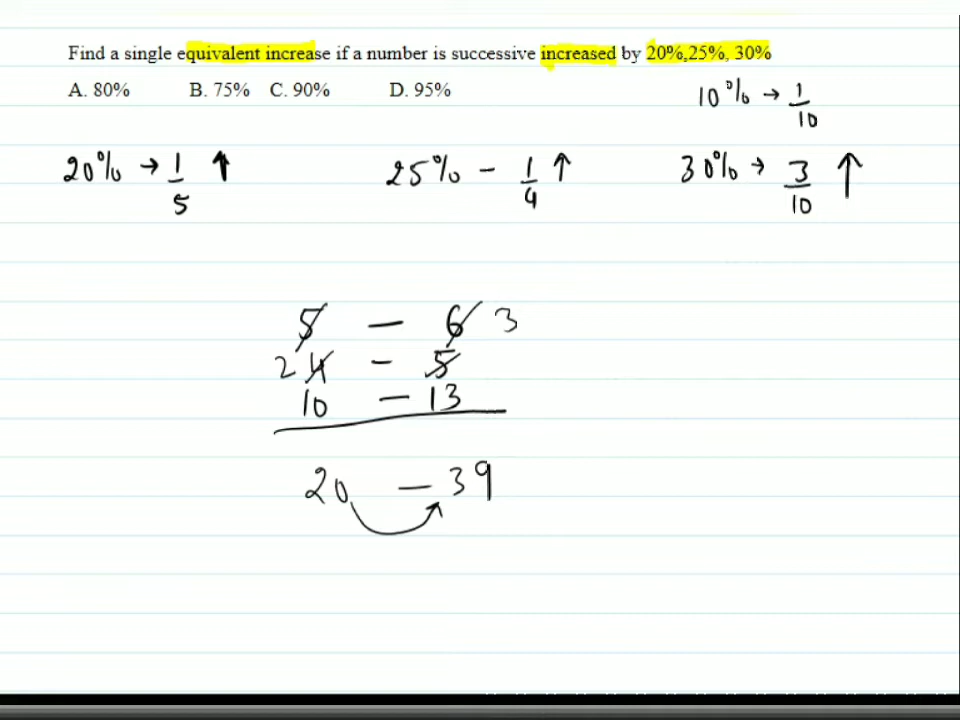 Find a single equivalent increase if a number is successive increased by 20%,25%, 30%
A. 80% B. 75% C. 90% D. 95%
10% → 1/10
20% → 1/5 ↑ 25% - 1/4 ↑ 30% → 3/10 ↑
5 — 6 3
2 4 - 5
10 — 13
20 — 39